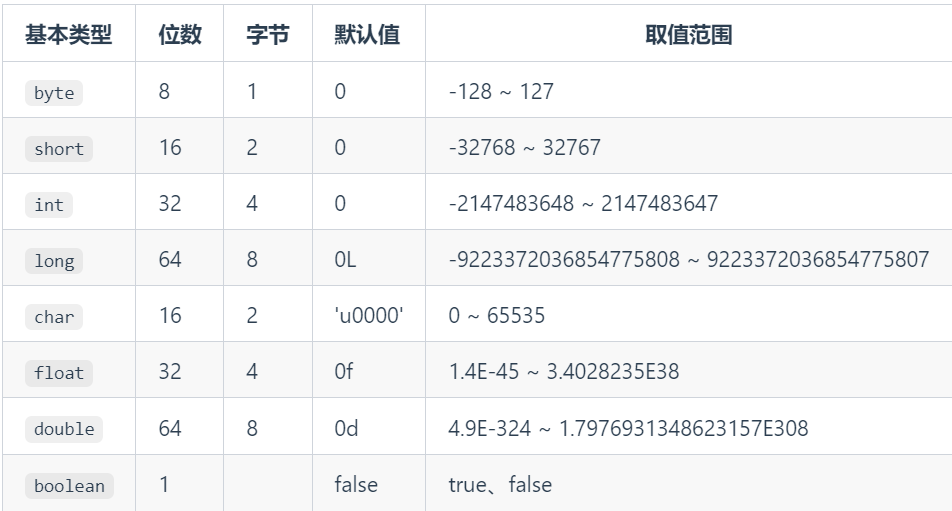 基本类型 位数 字节 默认值 取值范围
byte 8 1 0 -128 ~ 127
short 16 2 0 -32768 ~ 32767
int 32 4 0 -2147483648 ~ 2147483647
long 64 8 0L -9223372036854775808 ~ 9223372036854775807
char 16 2 'u0000' 0 ~ 65535
float 32 4 0f 1.4E-45 ~ 3.4028235E38
double 64 8 0d 4.9E-324 ~ 1.7976931348623157E308
boolean 1 false true、false